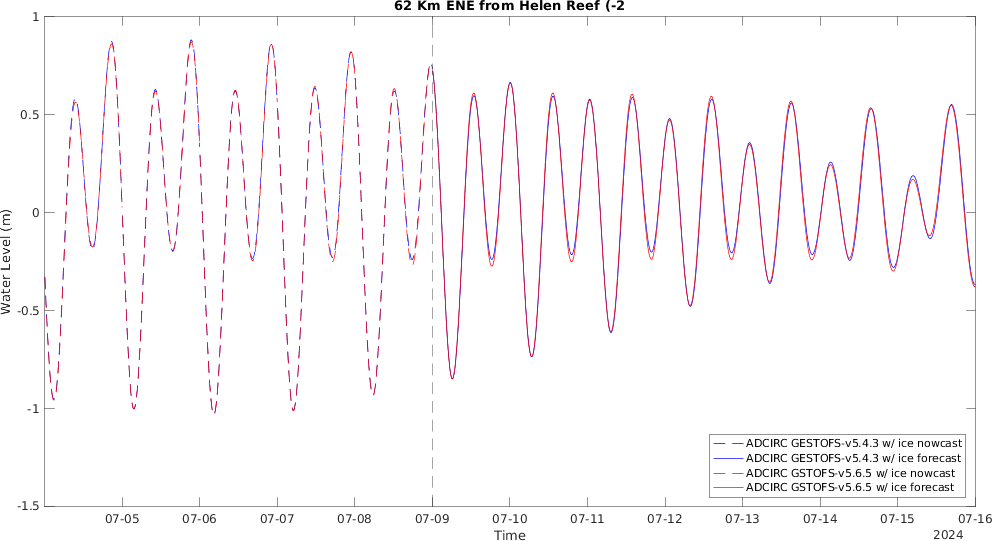 62 Km ENE from Helen Reef (-2
1
0.5
0
-0.5
-1
-1.5
Water Level (m)
07-05 07-06 07-07 07-08 07-09 07-10 07-11 07-12 07-13 07-14 07-15 07-16
Time
2024
ADCIRC GESTOFS-v5.4.3 w/ ice nowcast
ADCIRC GESTOFS-v5.4.3 w/ ice forecast
ADCIRC GSTOFS-v5.6.5 w/ ice nowcast
ADCIRC GSTOFS-v5.6.5 w/ ice forecast